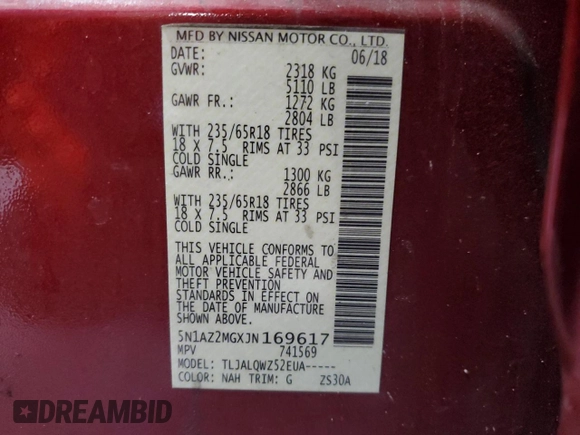 MFD BY NISSAN MOTOR CO., LTD.
DATE: 06/18
GVWR: 2318 KG
5110 LB
GAWR FR.: 1272 KG
2804 LB
WITH 235/65R18 TIRES
18 X 7.5 RIMS AT 33 PSI
COLD SINGLE
GAWR RR.: 1300 KG
2866 LB
WITH 235/65R18 TIRES
18 X 7.5 RIMS AT 33 PSI
COLD SINGLE
THIS VEHICLE CONFORMS TO
ALL APPLICABLE FEDERAL
MOTOR VEHICLE SAFETY AND
THEFT PREVENTION
STANDARDS IN EFFECT ON
THE DATE OF MANUFACTURE
SHOWN ABOVE.
5N1AZ2MGXJN169617
MPV 741569
MODEL: TLJALQWZ52EUA-----
COLOR: NAH TRIM: G ZS30A
DREAMBID